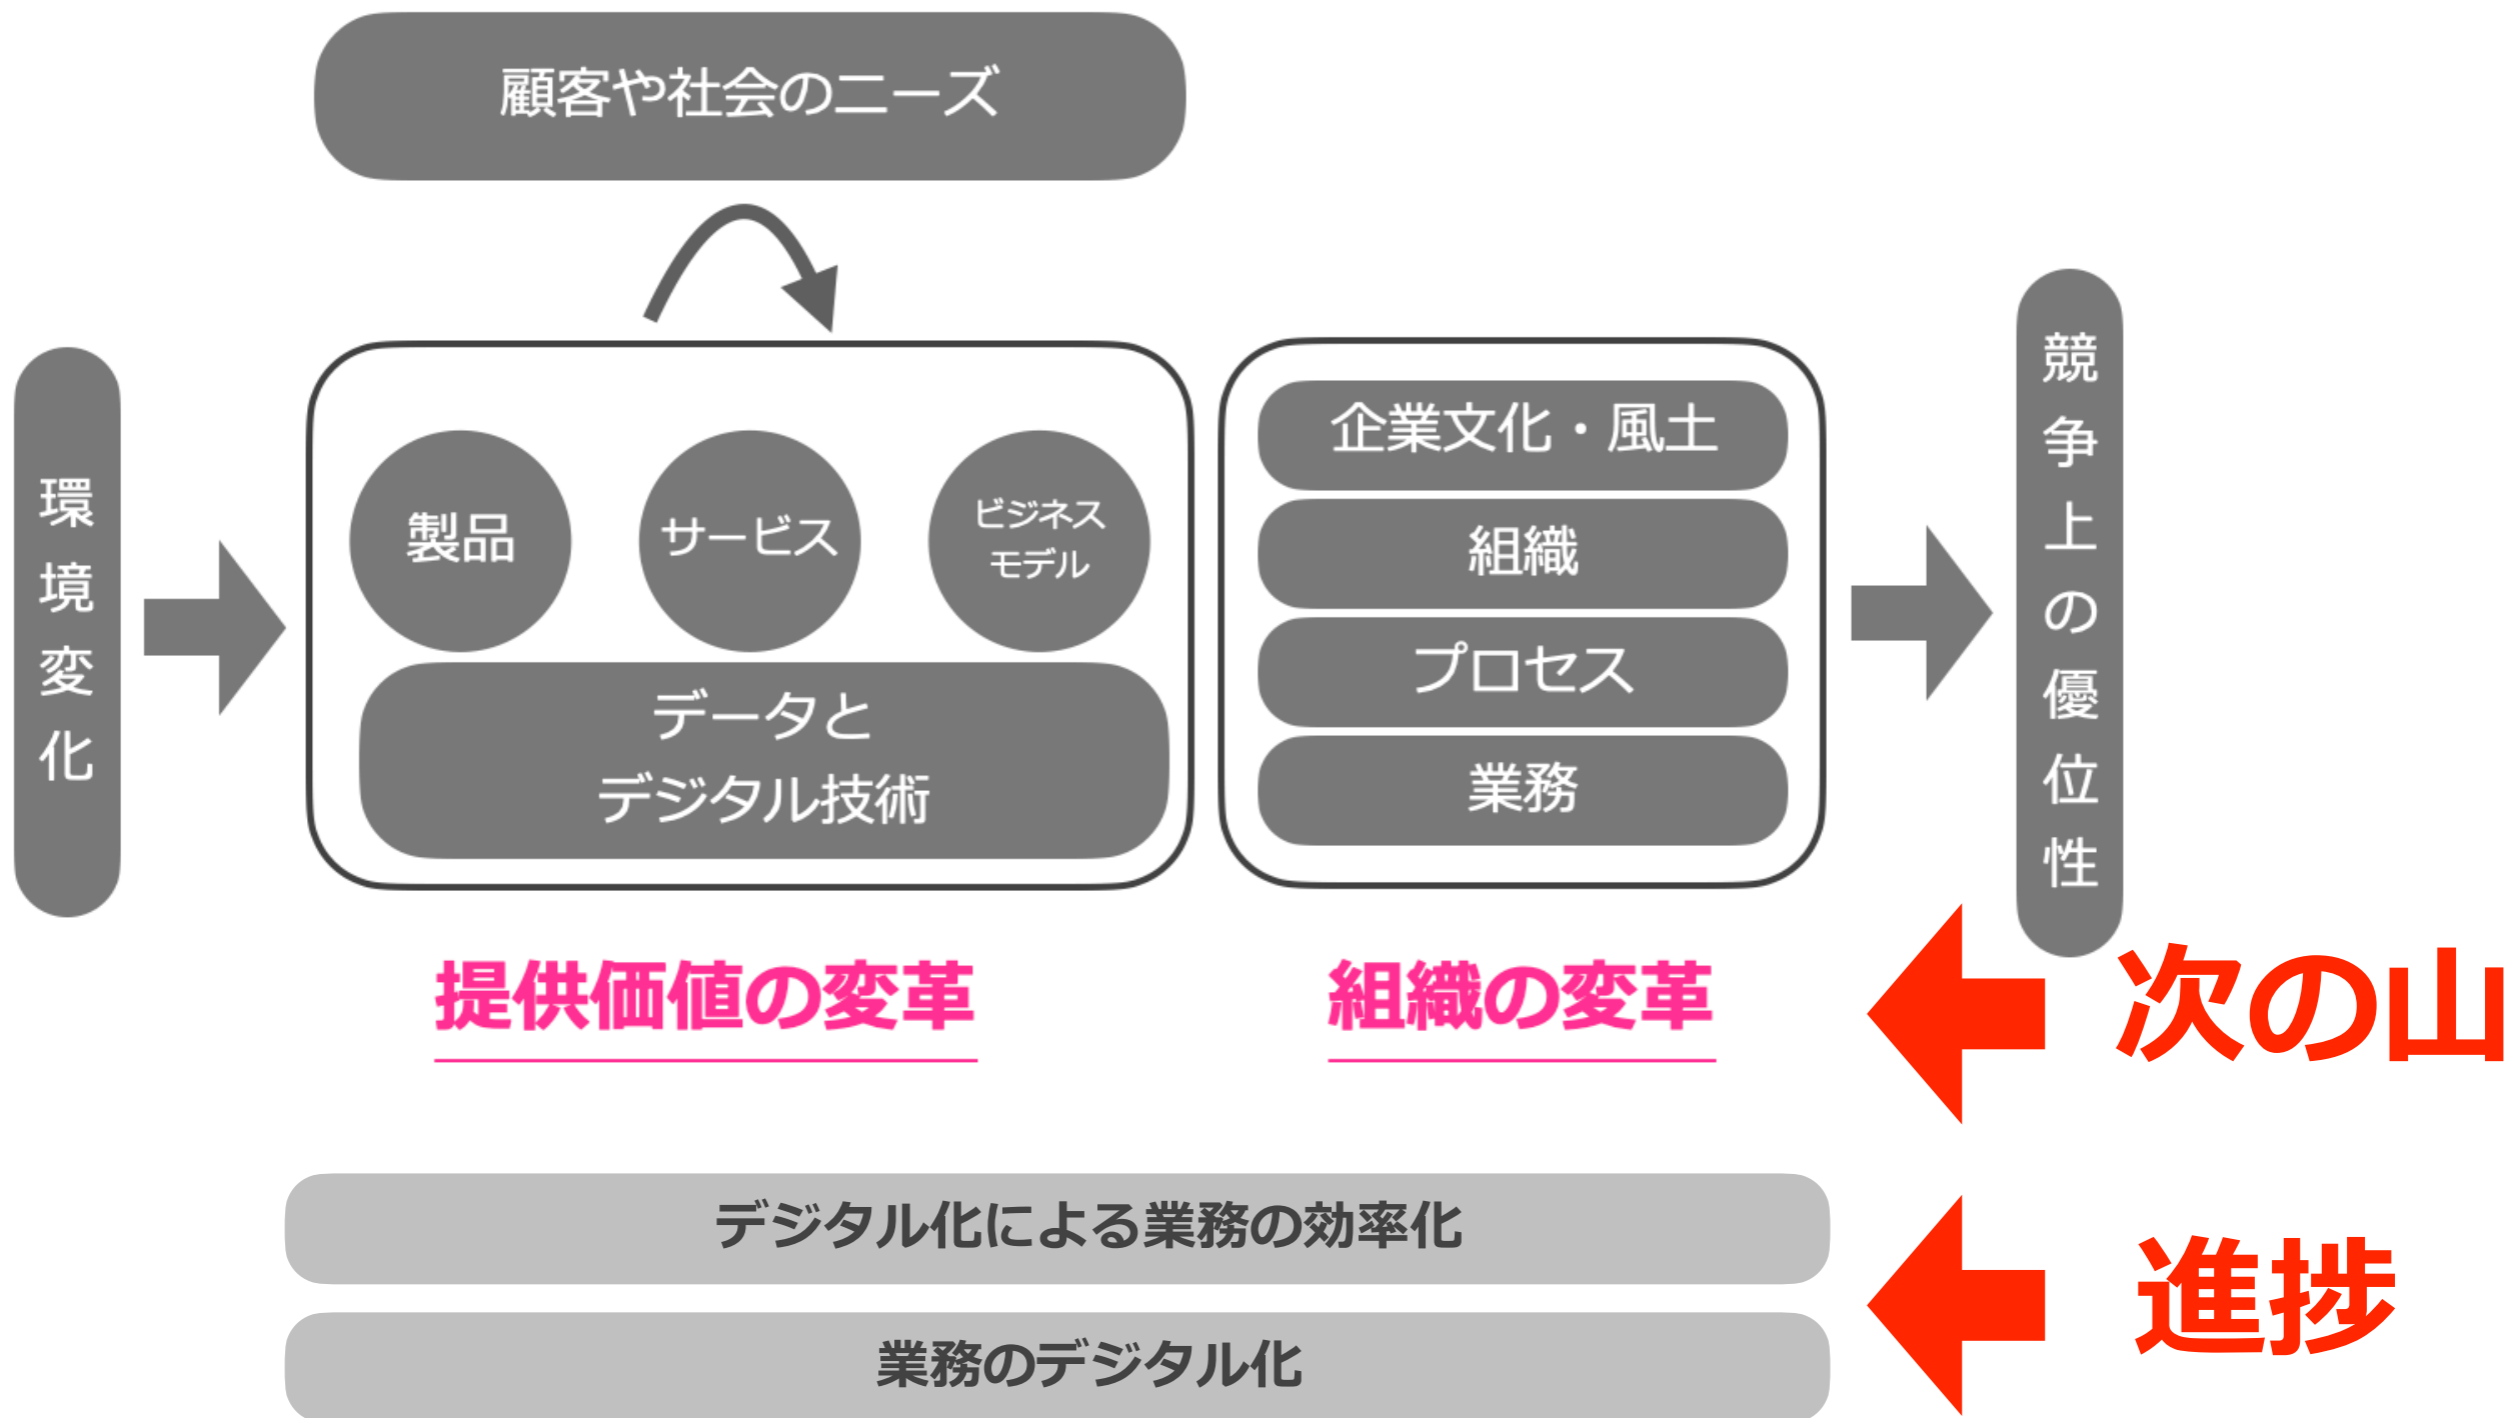 顧客や社会のニーズ
環境変化
製品
サービス
ビジネス
モデル
データと
デジタル技術
企業文化・風土
組織
プロセス
業務
競争上の優位性
提供価値の変革
組織の変革
次の山
デジタル化による業務の効率化
進捗
業務のデジタル化